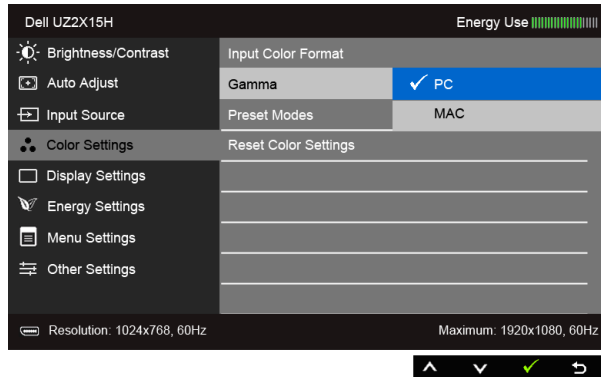 Dell UZ2X15H Energy Use
Brightness/Contrast Input Color Format
Auto Adjust Gamma PC
Input Source Preset Modes MAC
Color Settings Reset Color Settings
Display Settings
Energy Settings
Menu Settings
Other Settings
Resolution: 1024x768, 60Hz Maximum: 1920x1080, 60Hz